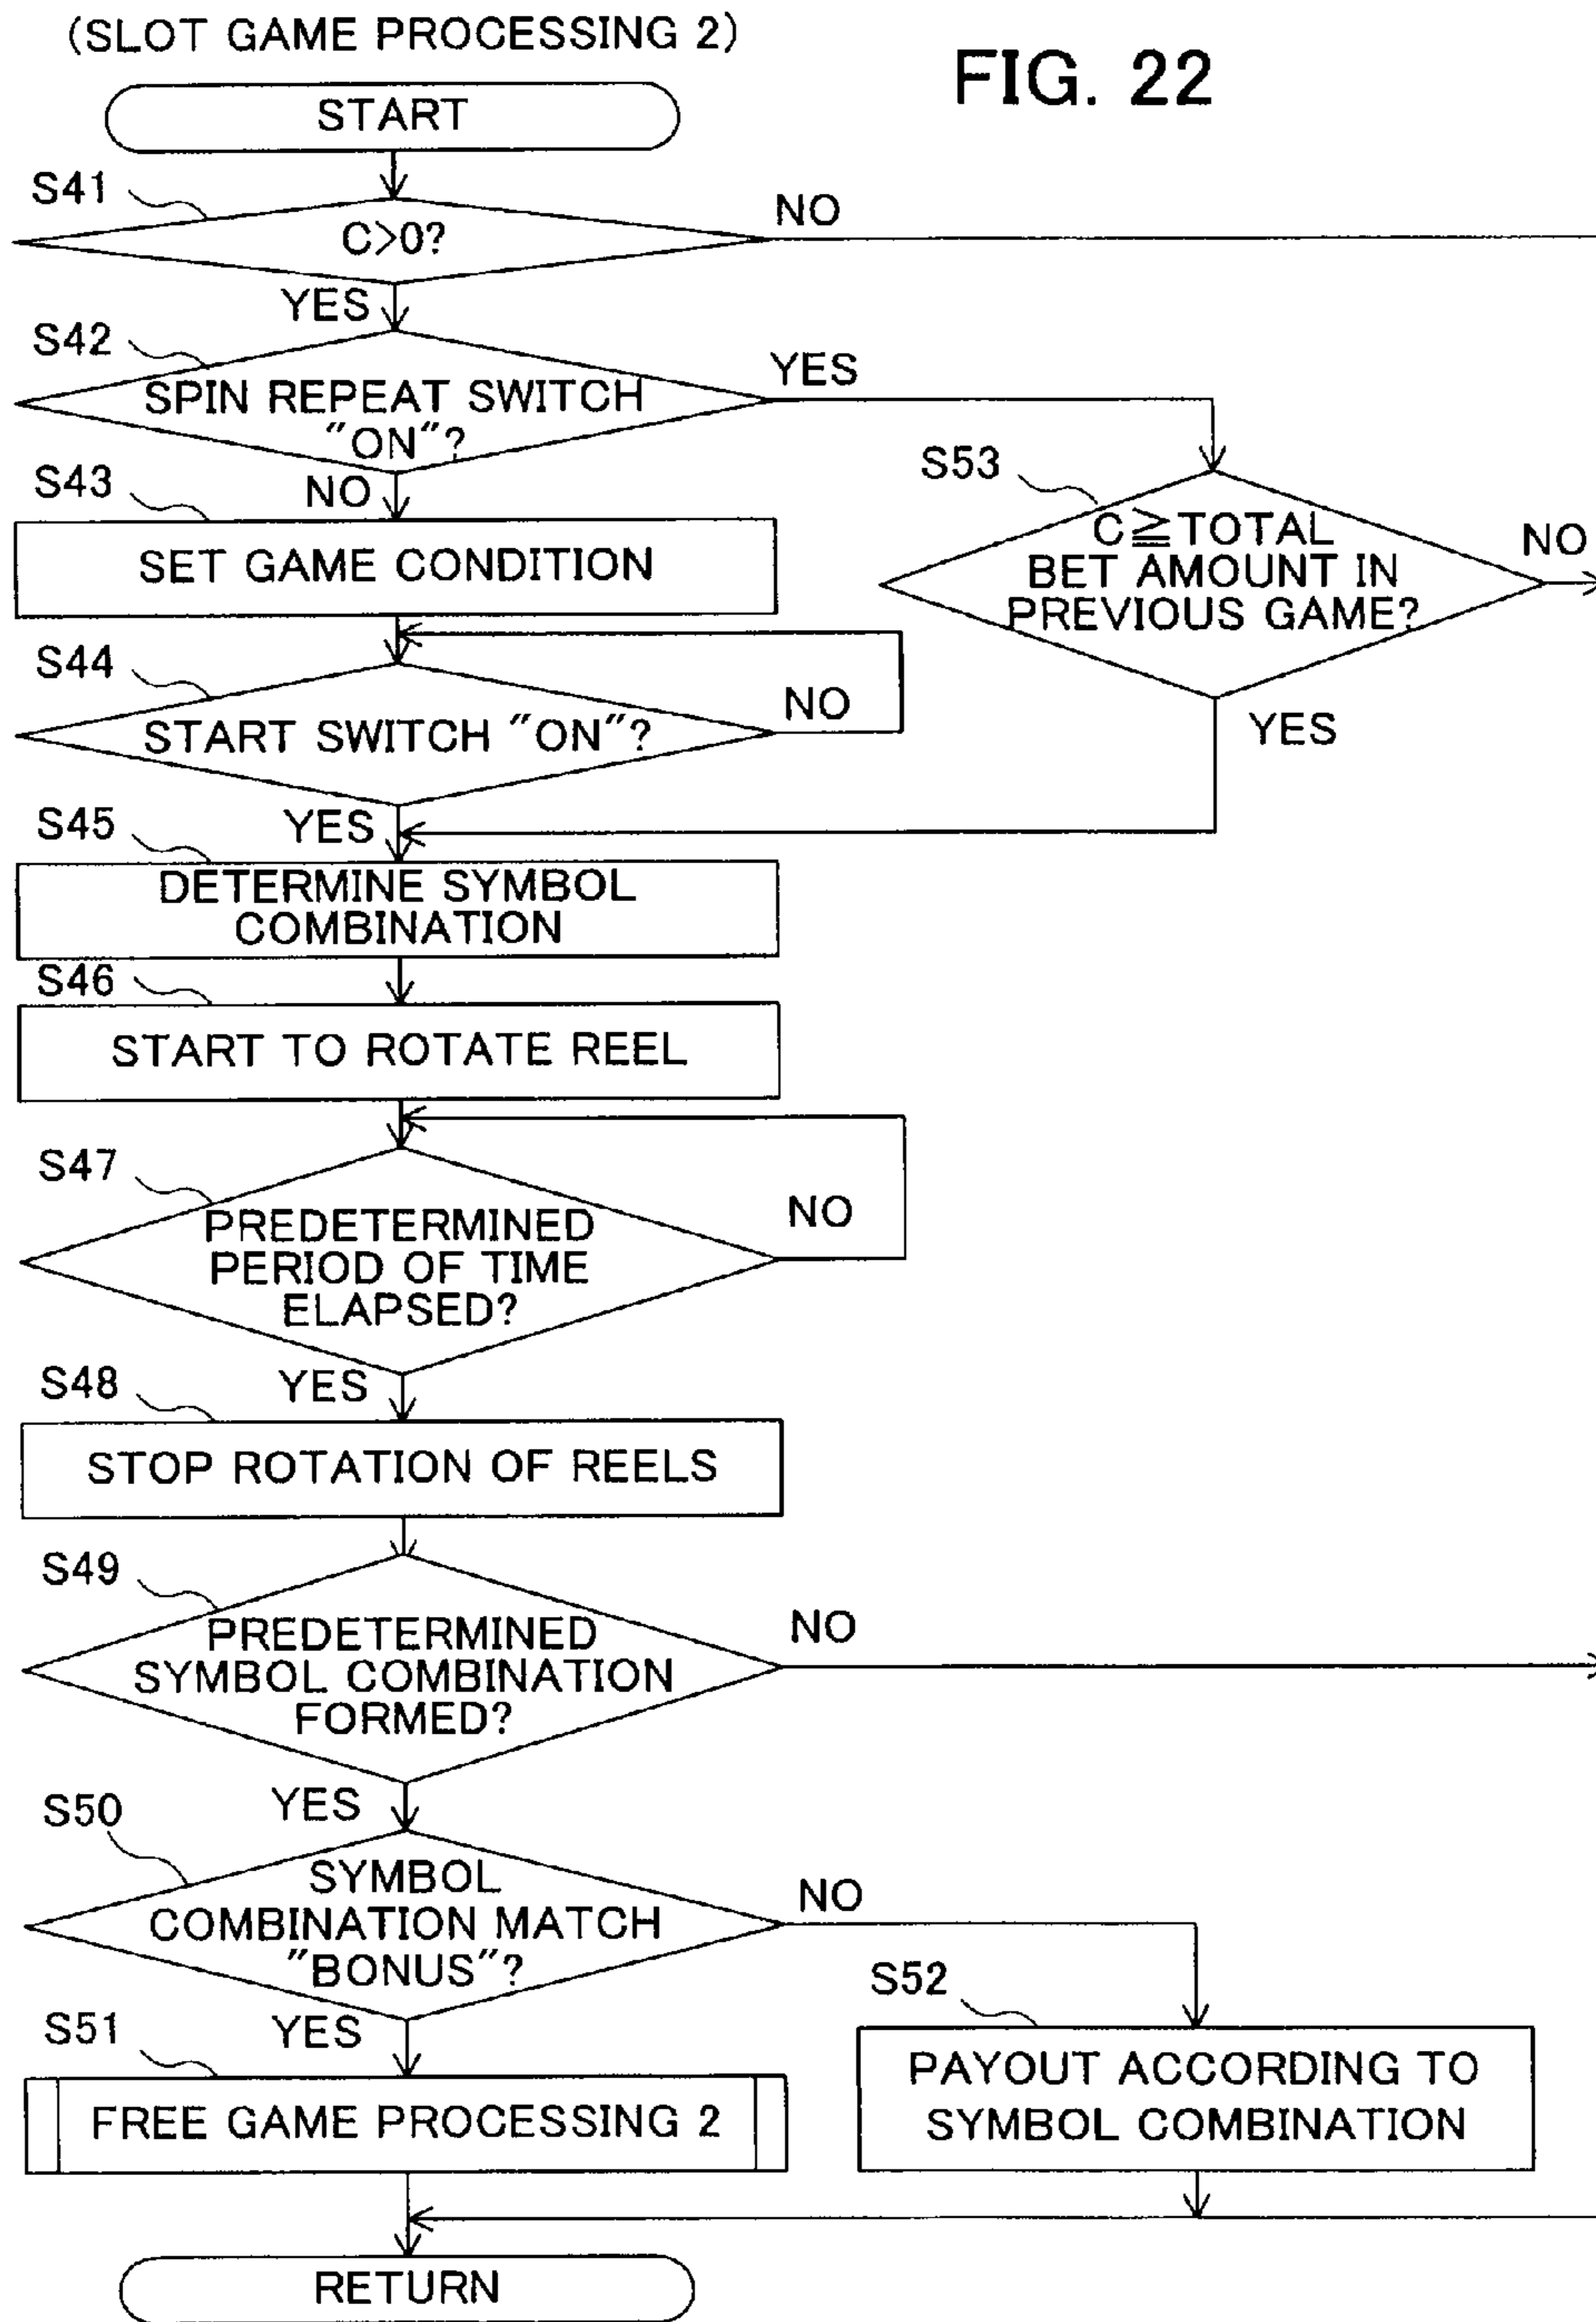 (SLOT GAME PROCESSING 2)
FIG. 22
START
S41
C>0?
NO
YES
S42
SPIN REPEAT SWITCH
"ON"?
YES
NO
S53
C≧TOTAL
BET AMOUNT IN
PREVIOUS GAME?
NO
YES
S43
SET GAME CONDITION
S44
START SWITCH "ON"?
NO
YES
S45
DETERMINE SYMBOL
COMBINATION
S46
START TO ROTATE REEL
S47
PREDETERMINED
PERIOD OF TIME
ELAPSED?
NO
YES
S48
STOP ROTATION OF REELS
S49
PREDETERMINED
SYMBOL COMBINATION
FORMED?
NO
YES
S50
SYMBOL
COMBINATION MATCH
"BONUS"?
NO
YES
S51
FREE GAME PROCESSING 2
S52
PAYOUT ACCORDING TO
SYMBOL COMBINATION
RETURN